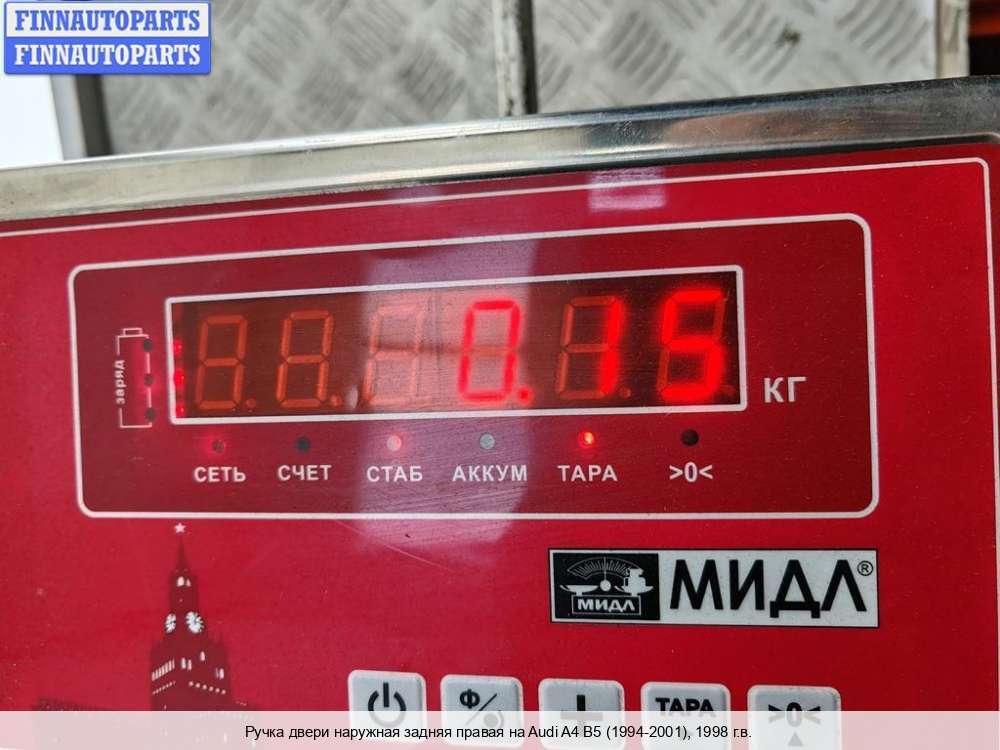 FINNAUTOPARTS
FINNAUTOPARTS
заряд
0.15
КГ
СЕТЬ СЧЕТ СТАБ АККУМ ТАРА >0<
МИДЛ МИДЛ®
Ф/ + ТАРА >0<
Ручка двери наружная задняя правая на Audi A4 B5 (1994-2001), 1998 г.в.